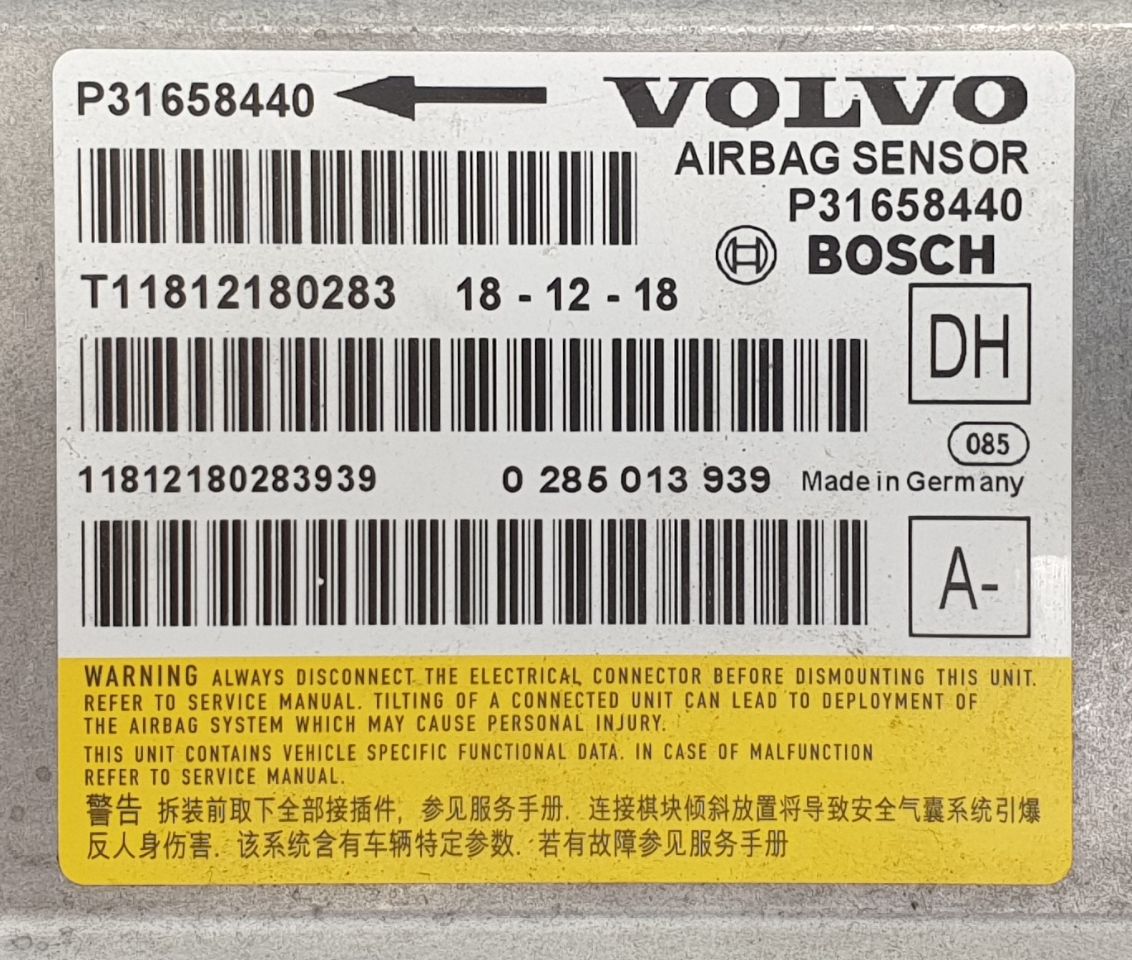 P31658440
VOLVO
AIRBAG SENSOR
P31658440
BOSCH
T11812180283 18 - 12 - 18
DH
085
11812180283939 0 285 013 939 Made in Germany
A-
WARNING ALWAYS DISCONNECT THE ELECTRICAL CONNECTOR BEFORE DISMOUNTING THIS UNIT.
REFER TO SERVICE MANUAL. TILTING OF A CONNECTED UNIT CAN LEAD TO DEPLOYMENT OF
THE AIRBAG SYSTEM WHICH MAY CAUSE PERSONAL INJURY.
THIS UNIT CONTAINS VEHICLE SPECIFIC FUNCTIONAL DATA. IN CASE OF MALFUNCTION
REFER TO SERVICE MANUAL.
警告 拆装前取下全部接插件, 参见服务手册. 连接棋块倾斜放置将导致安全气囊系统引爆
反人身伤害. 该系统含有车辆特定参数. 若有故障参见服务手册